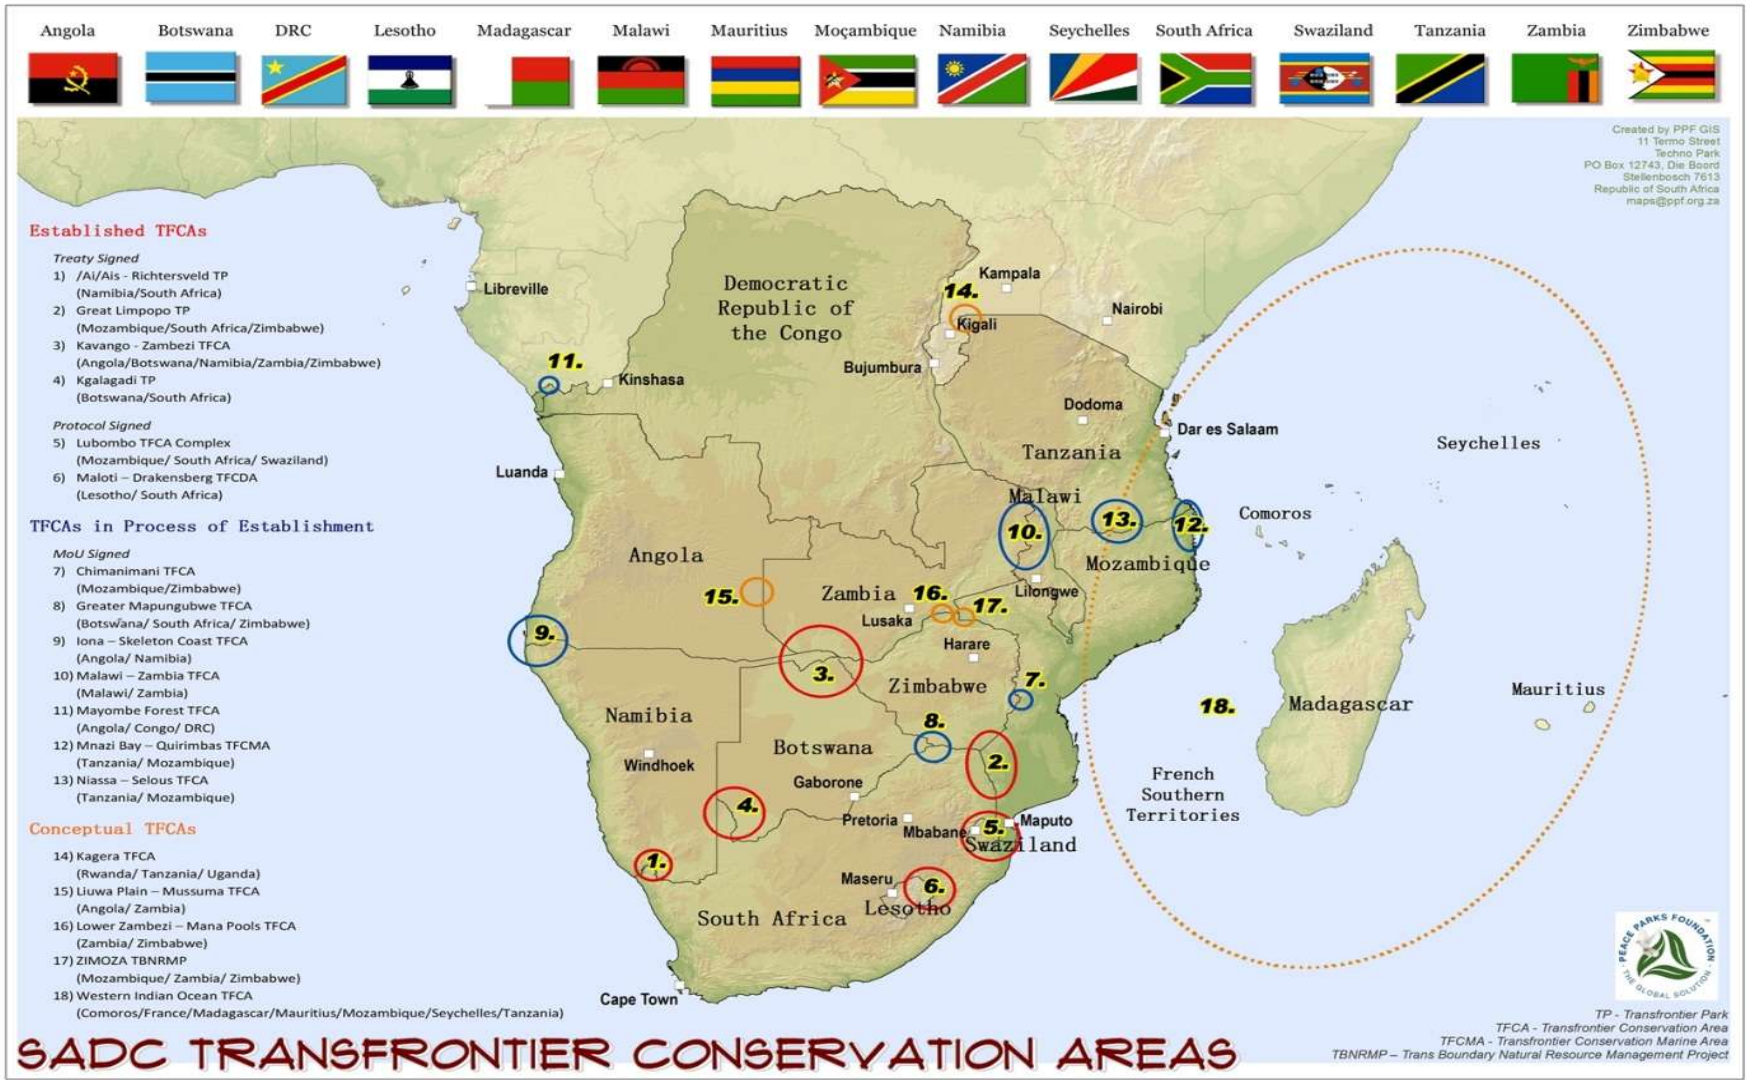 Angola Botswana DRC Lesotho Madagascar Malawi Mauritius Moçambique Namibia Seychelles South Africa Swaziland Tanzania Zambia Zimbabwe
Created by PPF GIS
11 Termo Street
Techno Park
PO Box 12743, Die Boord
Stellenbosch 7613
Republic of South Africa
maps@ppf.org.za
Established TFCAs
Treaty Signed
1) /Ai/Ais - Richtersveld TP
(Namibia/South Africa)
2) Great Limpopo TP
(Mozambique/South Africa/Zimbabwe)
3) Kavango - Zambezi TFCA
(Angola/Botswana/Namibia/Zambia/Zimbabwe)
4) Kgalagadi TP
(Botswana/South Africa)
Protocol Signed
5) Lubombo TFCA Complex
(Mozambique/ South Africa/ Swaziland)
6) Maloti – Drakensberg TFCDA
(Lesotho/ South Africa)
TFCAs in Process of Establishment
MoU Signed
7) Chimanimani TFCA
(Mozambique/Zimbabwe)
8) Greater Mapungubwe TFCA
(Botswana/ South Africa/ Zimbabwe)
9) Iona – Skeleton Coast TFCA
(Angola/ Namibia)
10) Malawi – Zambia TFCA
(Malawi/ Zambia)
11) Mayombe Forest TFCA
(Angola/ Congo/ DRC)
12) Mnazi Bay – Quirimbas TFCMA
(Tanzania/ Mozambique)
13) Niassa – Selous TFCA
(Tanzania/ Mozambique)
Conceptual TFCAs
14) Kagera TFCA
(Rwanda/ Tanzania/ Uganda)
15) Liuwa Plain – Mussuma TFCA
(Angola/ Zambia)
16) Lower Zambezi – Mana Pools TFCA
(Zambia/ Zimbabwe)
17) ZIMOZA TBNRMP
(Mozambique/ Zambia/ Zimbabwe)
18) Western Indian Ocean TFCA
(Comoros/France/Madagascar/Mauritius/Mozambique/Seychelles/Tanzania)
Democratic
Republic of
the Congo
Kampala
14.
Libreville
Nairobi
Kigali
11.
Bujumbura
Kinshasa
Dodoma
Dar es Salaam
Seychelles
Tanzania
Luanda
Malawi
Comoros
13.
12.
10.
Angola
Mozambique
15.
Zambia
16.
Lilongwe
17.
Lusaka
9.
Harare
3.
7.
Zimbabwe
Mauritius
18.
Madagascar
Namibia
8.
Botswana
Windhoek
2.
French
Southern
Territories
Gaborone
4.
Pretoria
Mbabane
5.
Maputo
Swaziland
1.
Maseru
6.
Lesotho
South Africa
Cape Town
PEACE PARKS FOUNDATION
THE GLOBAL SOLUTION
TP - Transfrontier Park
TFCA - Transfrontier Conservation Area
TFCMA - Transfrontier Conservation Marine Area
TBNRMP – Trans Boundary Natural Resource Management Project
SADC TRANSFRONTIER CONSERVATION AREAS